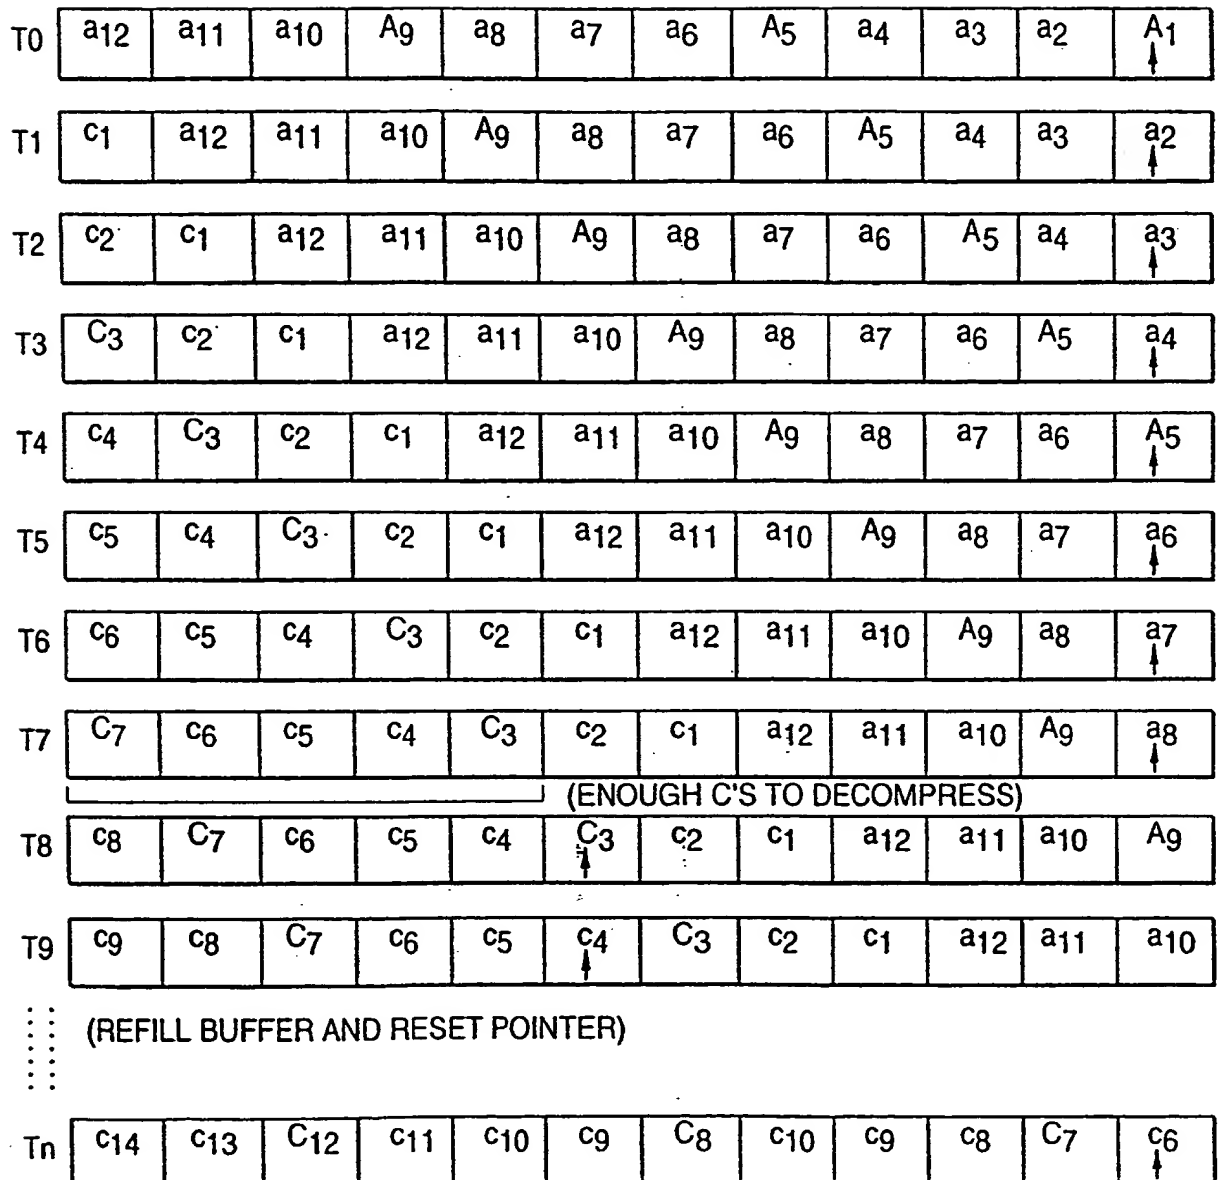 T0 a12 a11 a10 A9 a8 a7 a6 A5 a4 a3 a2 A1
T1 c1 a12 a11 a10 A9 a8 a7 a6 A5 a4 a3 a2
T2 c2 c1 a12 a11 a10 A9 a8 a7 a6 A5 a4 a3
T3 C3 c2 c1 a12 a11 a10 A9 a8 a7 a6 A5 a4
T4 c4 C3 c2 c1 a12 a11 a10 A9 a8 a7 a6 A5
T5 c5 c4 C3 c2 c1 a12 a11 a10 A9 a8 a7 a6
T6 c6 c5 c4 C3 c2 c1 a12 a11 a10 A9 a8 a7
T7 C7 c6 c5 c4 C3 c2 c1 a12 a11 a10 A9 a8
(ENOUGH C'S TO DECOMPRESS)
T8 c8 C7 c6 c5 c4 C3 c2 c1 a12 a11 a10 A9
T9 c9 c8 C7 c6 c5 c4 C3 c2 c1 a12 a11 a10
(REFILL BUFFER AND RESET POINTER)
Tn c14 c13 C12 c11 c10 c9 C8 c10 c9 c8 C7 c6